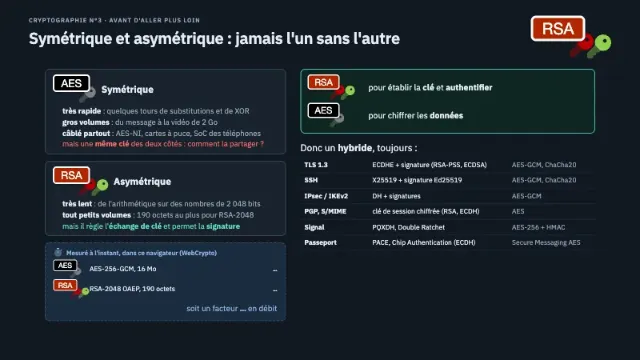 CRYPTOGRAPHIE N°3 - AVANT D'ALLER PLUS LOIN
Symétrique et asymétrique : jamais l'un sans l'autre
RSA
AES
Symétrique
très rapide : quelques tours de substitutions et de XOR
gros volumes : du message à la vidéo de 2 Go
câblé partout : AES-NI, cartes à puce, SoC des téléphones
mais une même clé des deux côtés : comment la partager ?
RSA
Asymétrique
très lent : de l'arithmétique sur des nombres de 2 048 bits
tout petits volumes : 190 octets au plus pour RSA-2048
mais il règle l'échange de clé et permet la signature
Mesuré à l'instant, dans ce navigateur (WebCrypto)
AES
AES-256-GCM, 16 Mo
…
RSA
RSA-2048 OAEP, 190 octets
…
soit un facteur … en débit
RSA
pour établir la clé et authentifier
AES
pour chiffrer les données
Donc un hybride, toujours :
TLS 1.3 ECDHE + signature (RSA-PSS, ECDSA) AES-GCM, ChaCha20
SSH X25519 + signature Ed25519 AES-GCM, ChaCha20
IPsec / IKEv2 DH + signatures AES-GCM
PGP, S/MIME clé de session chiffrée (RSA, ECDH) AES
Signal PQXDH, Double Ratchet AES-256 + HMAC
Passeport PACE, Chip Authentication (ECDH) Secure Messaging AES